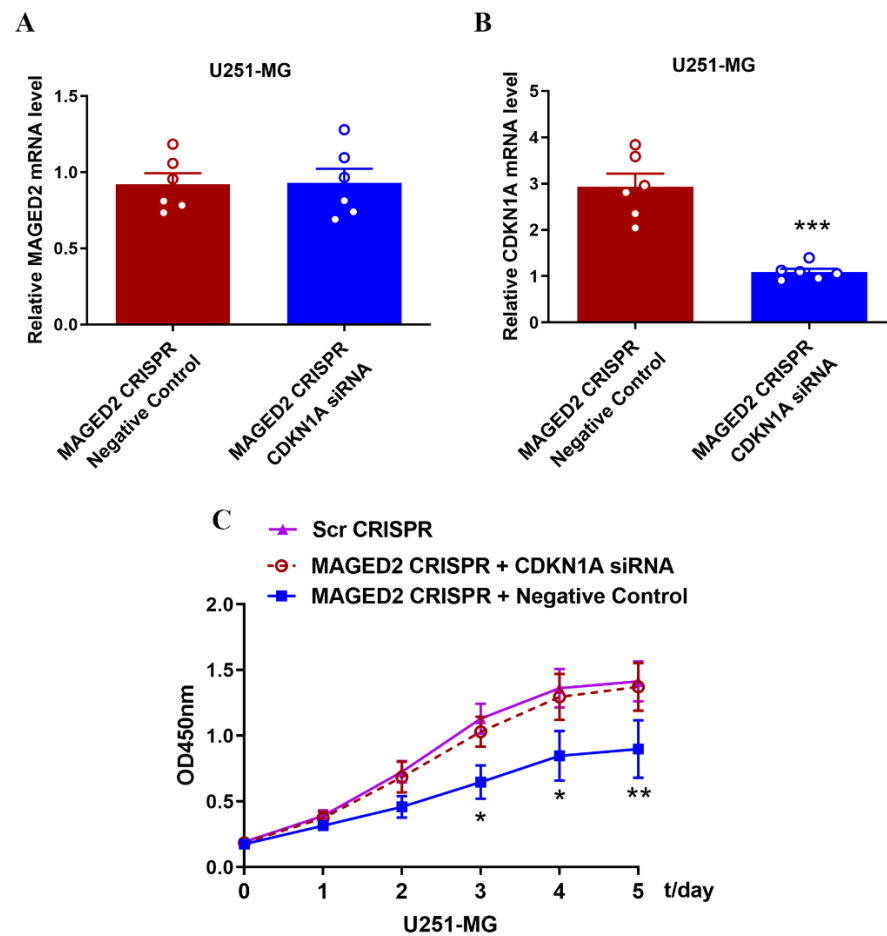 A
U251-MG
Relative MAGED2 mRNA level
1.5
1.0
0.5
0.0
MAGED2 CRISPR
Negative Control
MAGED2 CRISPR
CDKN1A siRNA
B
U251-MG
Relative CDKN1A mRNA level
5
4
3
2
1
0
***
MAGED2 CRISPR
Negative Control
MAGED2 CRISPR
CDKN1A siRNA
C
Scr CRISPR
MAGED2 CRISPR + CDKN1A siRNA
MAGED2 CRISPR + Negative Control
OD450nm
2.0
1.5
1.0
0.5
0.0
* * **
0 1 2 3 4 5 t/day
U251-MG